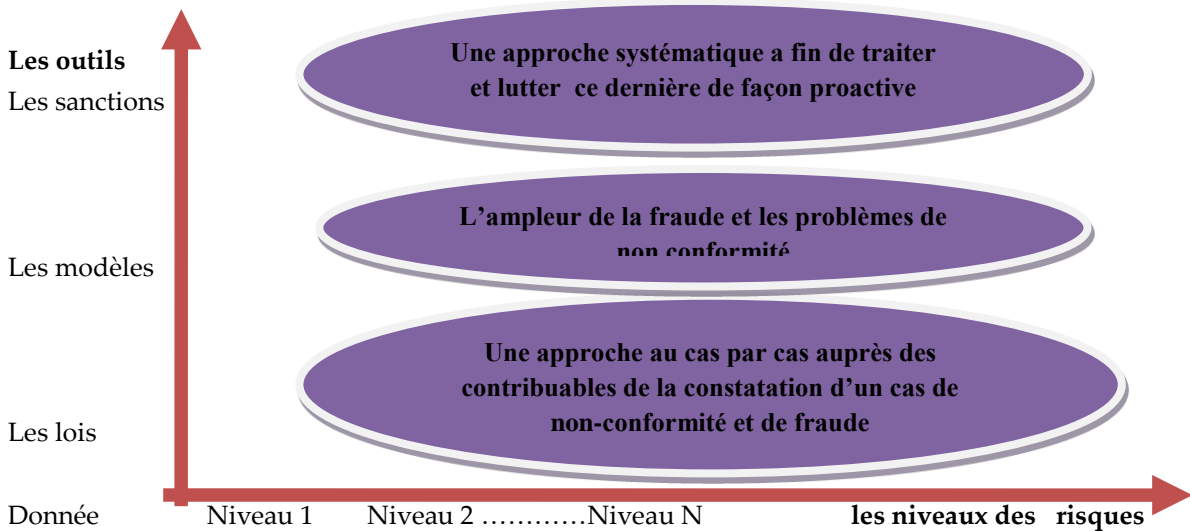 Les outils
Les sanctions
Une approche systématique a fin de traiter
et lutter ce dernière de façon proactive
Les modèles
L’ampleur de la fraude et les problèmes de
non conformité
Les lois
Une approche au cas par cas auprès des
contribuables de la constatation d’un cas de
non-conformité et de fraude
Donnée Niveau 1 Niveau 2 …………Niveau N les niveaux des risques